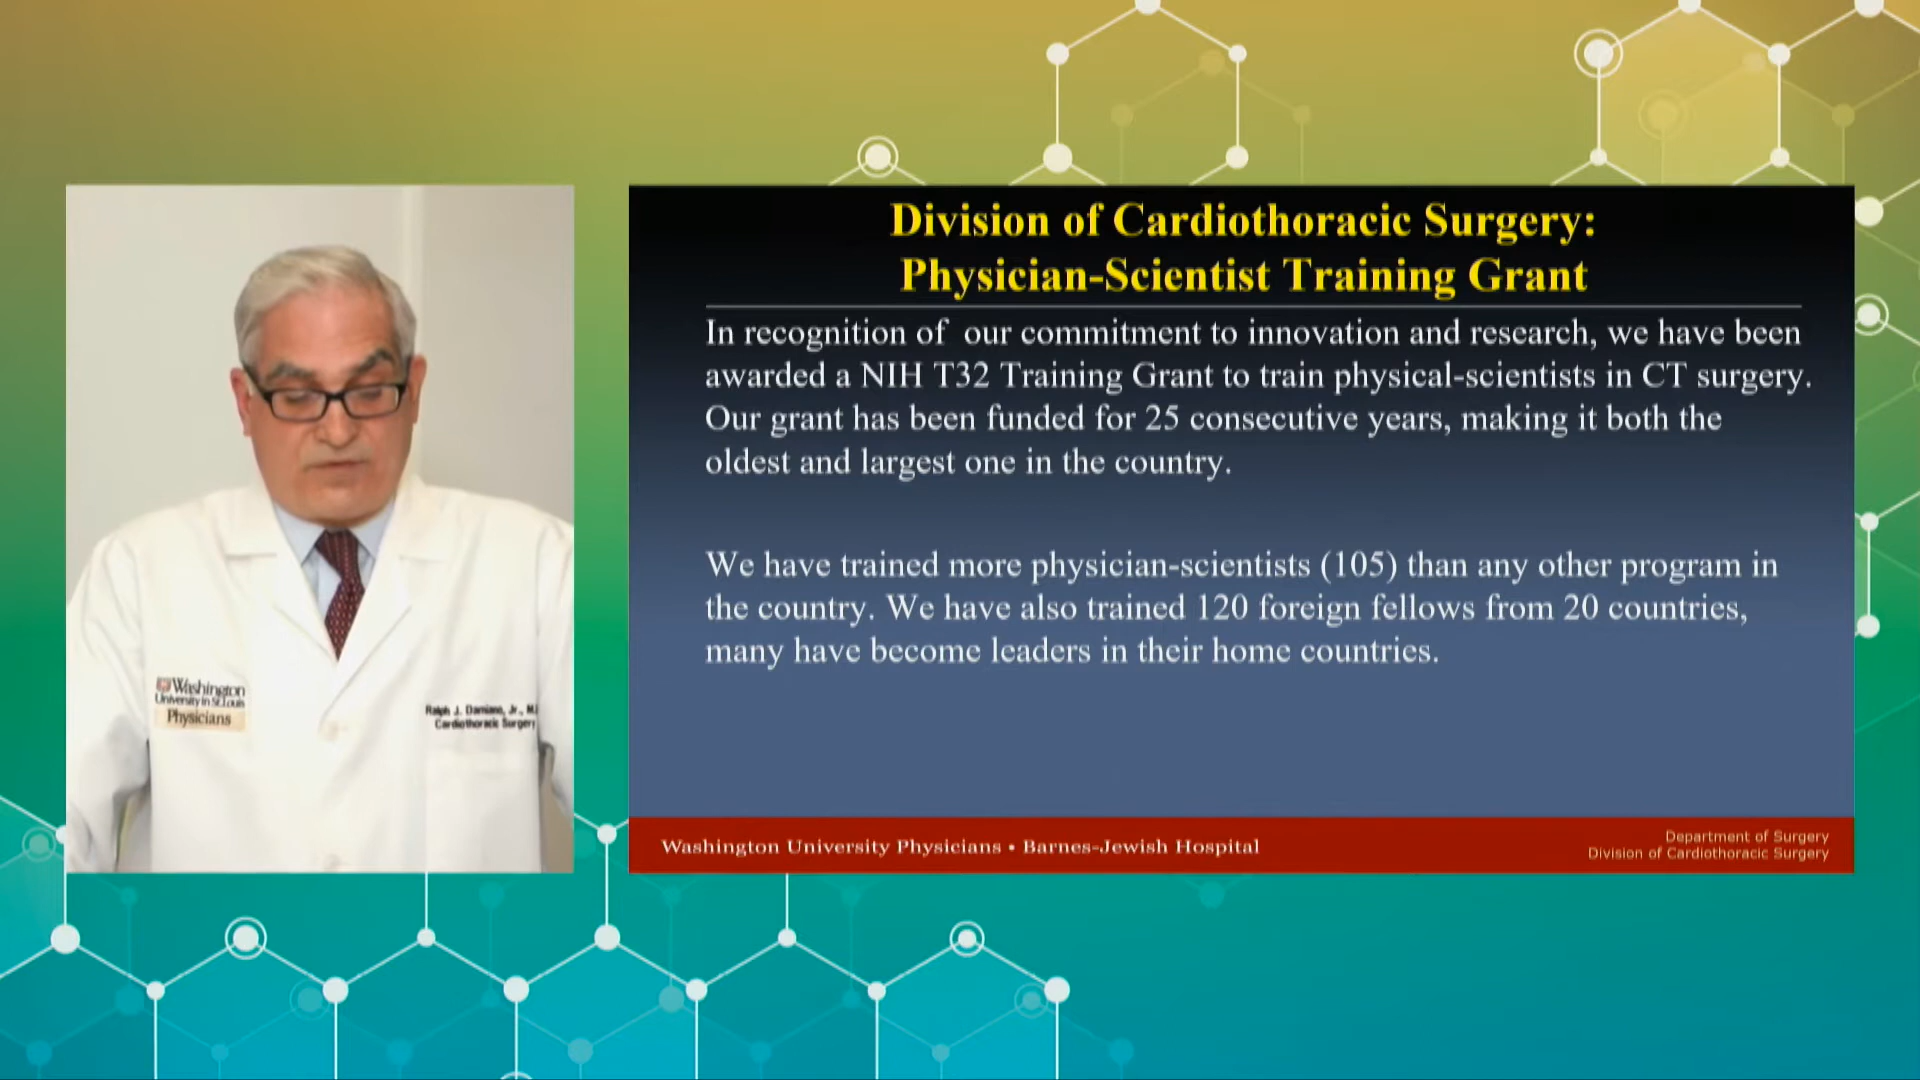 Division of Cardiothoracic Surgery:
Physician-Scientist Training Grant
In recognition of our commitment to innovation and research, we have been
awarded a NIH T32 Training Grant to train physical-scientists in CT surgery.
Our grant has been funded for 25 consecutive years, making it both the
oldest and largest one in the country.
We have trained more physician-scientists (105) than any other program in
the country. We have also trained 120 foreign fellows from 20 countries,
many have become leaders in their home countries.
Washington University Physicians • Barnes-Jewish Hospital
Department of Surgery
Division of Cardiothoracic Surgery
Washington
University in St. Louis
Physicians
Ralph J. Damiano, Jr., M.
Cardiothoracic Surgery